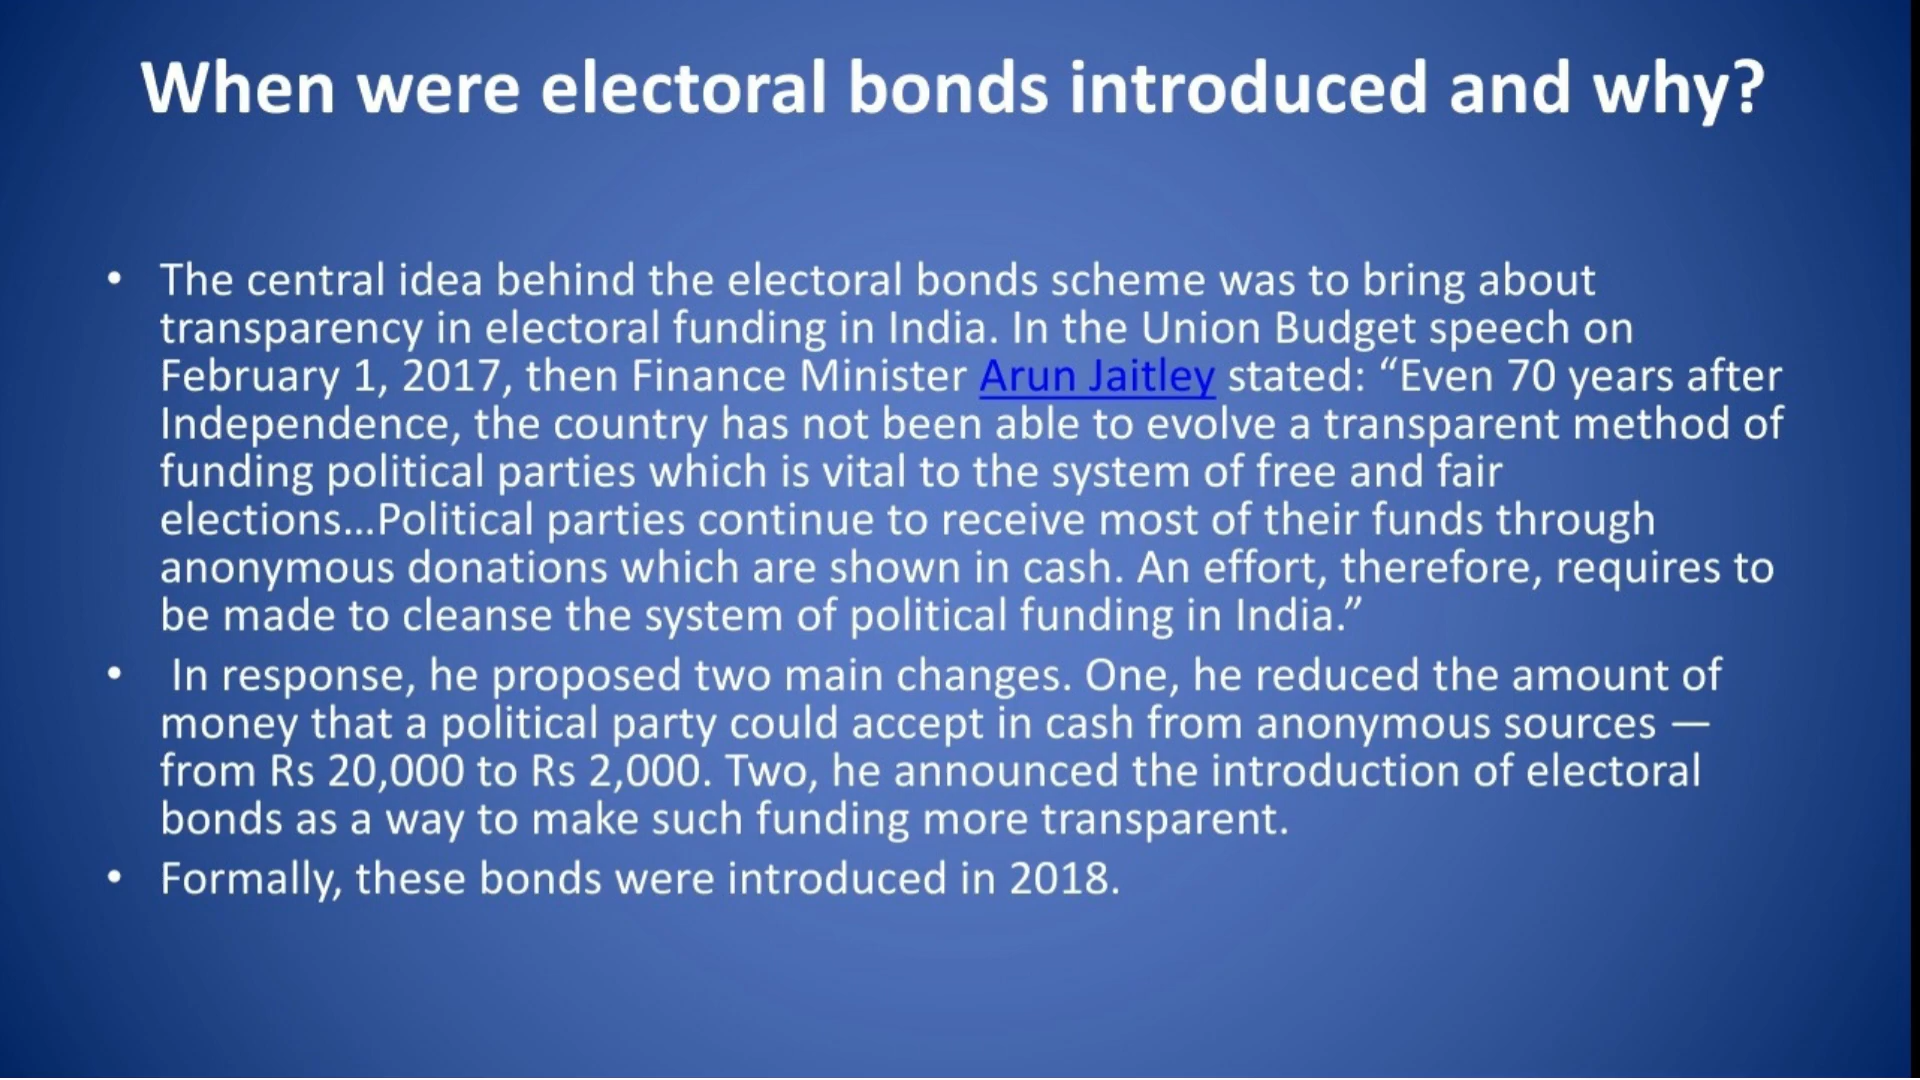 When were electoral bonds introduced and why?
• The central idea behind the electoral bonds scheme was to bring about
transparency in electoral funding in India. In the Union Budget speech on
February 1, 2017, then Finance Minister Arun Jaitley stated: “Even 70 years after
Independence, the country has not been able to evolve a transparent method of
funding political parties which is vital to the system of free and fair
elections…Political parties continue to receive most of their funds through
anonymous donations which are shown in cash. An effort, therefore, requires to
be made to cleanse the system of political funding in India.”
• In response, he proposed two main changes. One, he reduced the amount of
money that a political party could accept in cash from anonymous sources —
from Rs 20,000 to Rs 2,000. Two, he announced the introduction of electoral
bonds as a way to make such funding more transparent.
• Formally, these bonds were introduced in 2018.